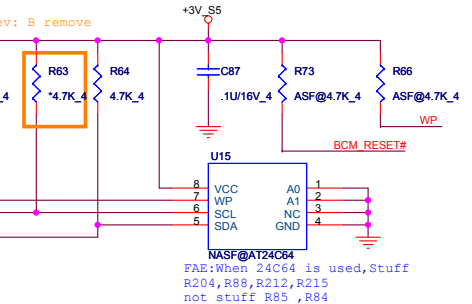 ev: B remove
+3V_S5
R63
R64
C87
R73
R66
_4
*4.7K_4
4.7K_4
.1U/16V_4
ASF@4.7K_4
ASF@4.7K_4
WP
BCM_RESET#
U15
8 VCC A0 1
7 WP A1 2
6 SCL NC 3
5 SDA GND 4
NASF@AT24C64
FAE:When 24C64 is used,Stuff
R204,R88,R212,R215
not stuff R85 ,R84